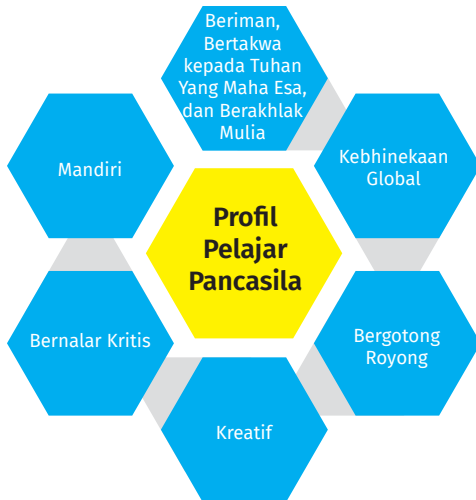 Beriman,
Bertakwa
kepada Tuhan
Yang Maha Esa,
dan Berakhlak
Mulia
Kebhinekaan
Global
Bergotong
Royong
Kreatif
Bernalar Kritis
Mandiri
Profil
Pelajar
Pancasila